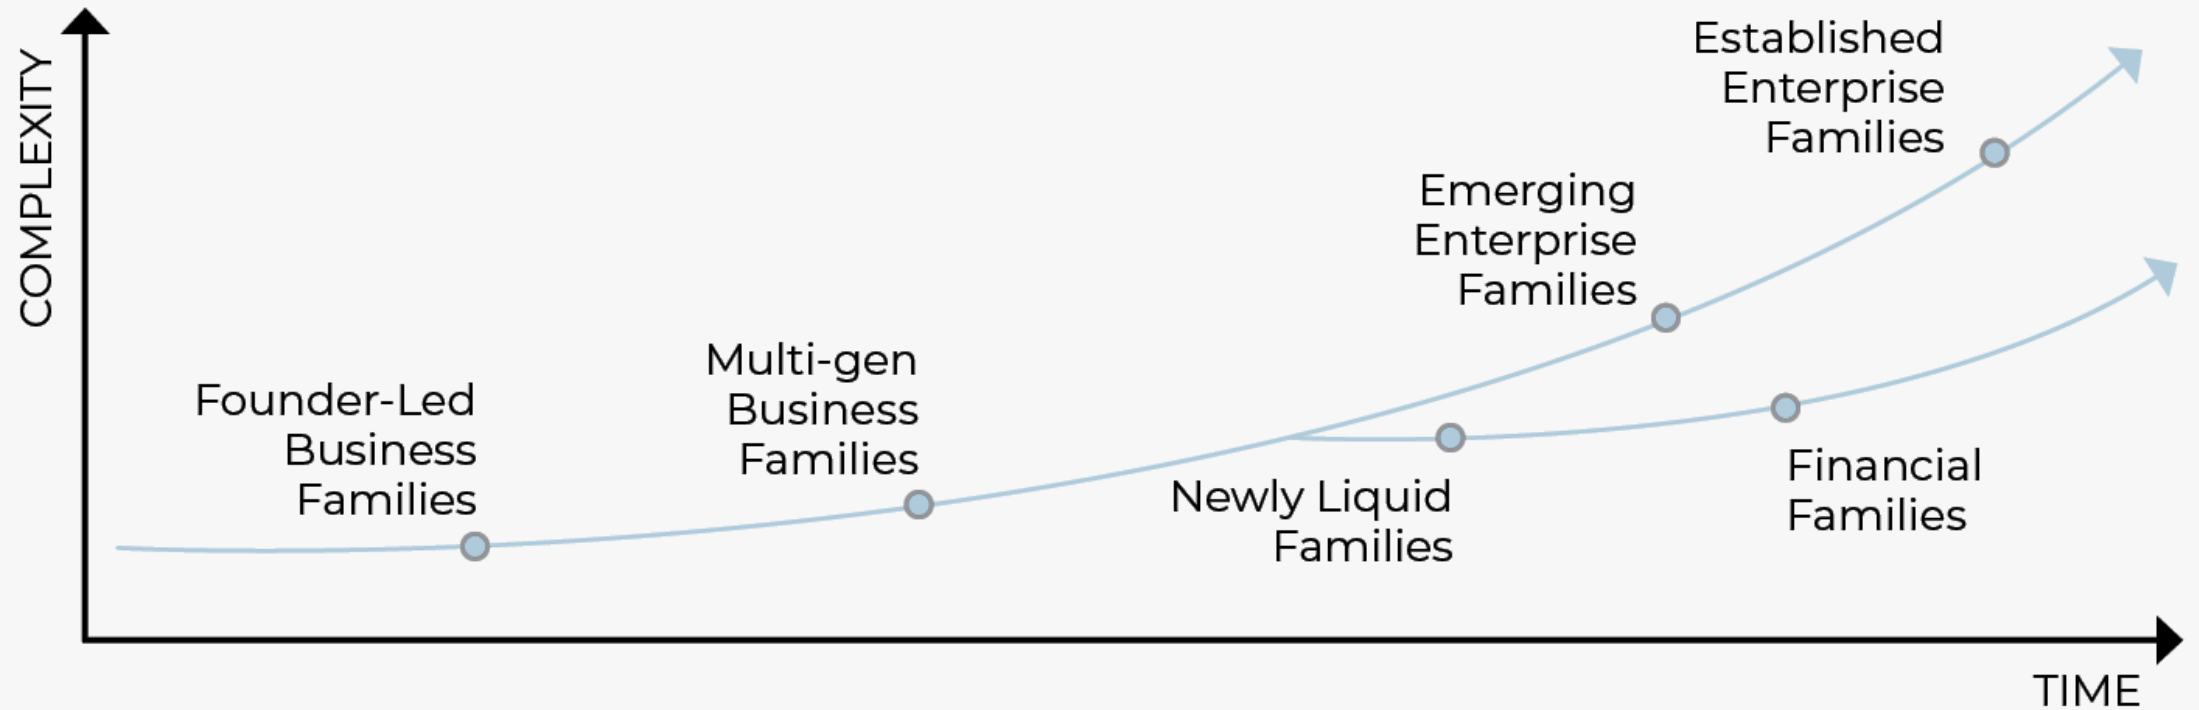 COMPLEXITY
Founder-Led
Business
Families
Multi-gen
Business
Families
Newly Liquid
Families
Emerging
Enterprise
Families
Financial
Families
Established
Enterprise
Families
TIME